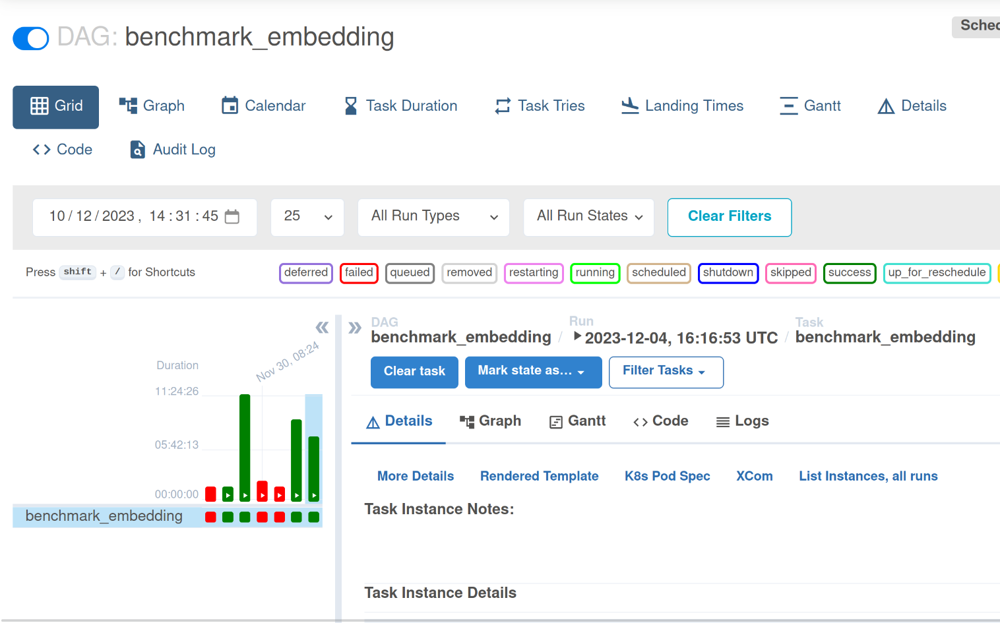 DAG: benchmark_embedding
Sched
Grid Graph Calendar Task Duration Task Tries Landing Times Gantt Details
Code Audit Log
10/12/2023, 14:31:45 25 All Run Types All Run States Clear Filters
Press shift + / for Shortcuts deferred failed queued removed restarting running scheduled shutdown skipped success up_for_reschedule
Duration
Nov 30, 08:24
11:24:26
05:42:13
00:00:00
benchmark_embedding
DAG Run Task
benchmark_embedding / 2023-12-04, 16:16:53 UTC / benchmark_embedding
Clear task Mark state as... Filter Tasks
Details Graph Gantt Code Logs
More Details Rendered Template K8s Pod Spec XCom List Instances, all runs
Task Instance Notes:
Task Instance Details